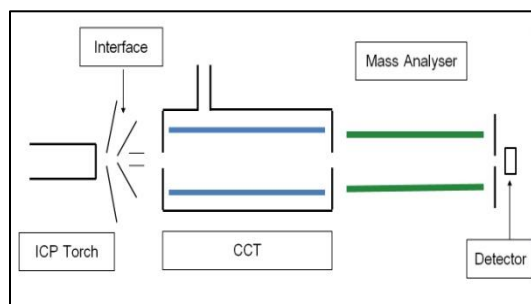 Interface
Mass Analyser
ICP Torch
CCT
Detector